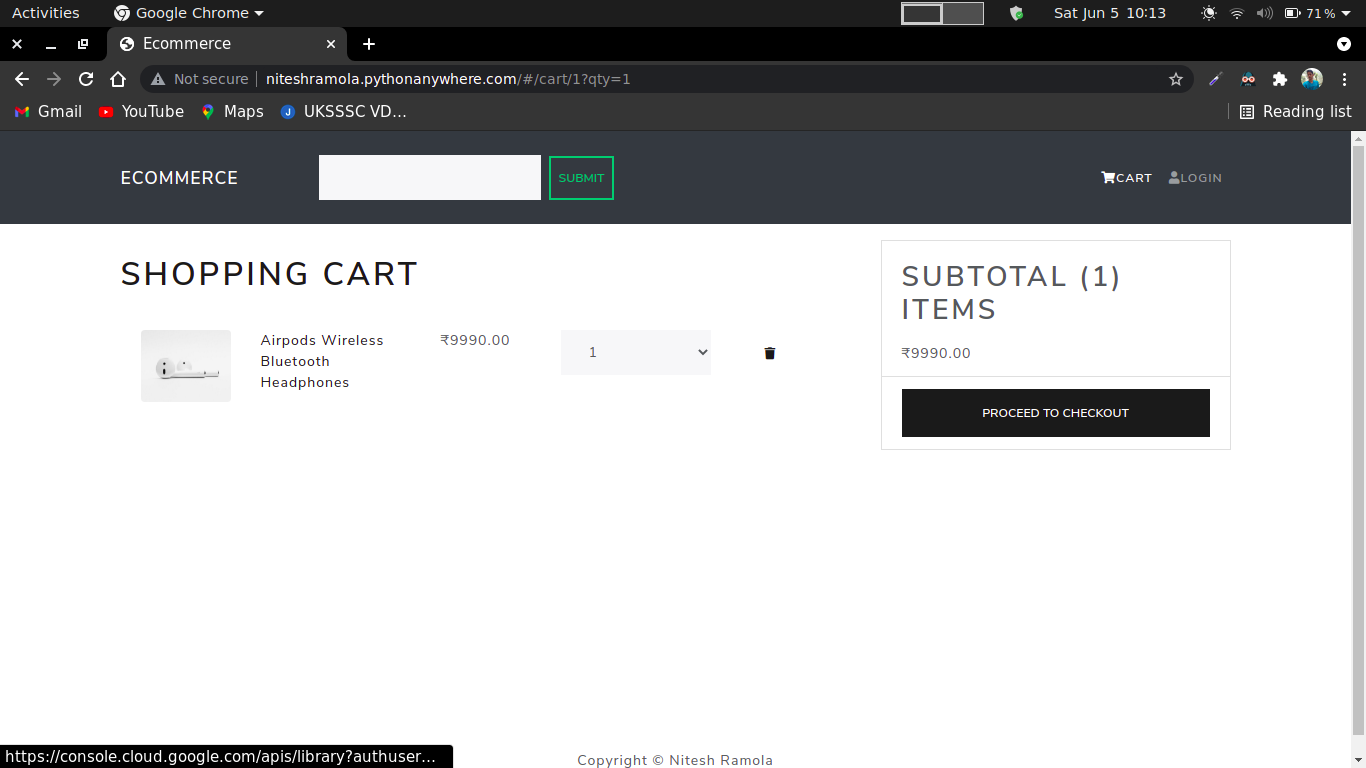 Activities Google Chrome Sat Jun 5 10:13 71%
Ecommerce
Not secure niteshramola.pythonanywhere.com/#/cart/1?qty=1
Gmail YouTube Maps UKSSSC VD... Reading list
ECOMMERCE SUBMIT CART LOGIN
SHOPPING CART
Airpods Wireless
Bluetooth
Headphones
₹9990.00
1
SUBTOTAL (1)
ITEMS
₹9990.00
PROCEED TO CHECKOUT
Copyright © Nitesh Ramola
https://console.cloud.google.com/apis/library?authuser...